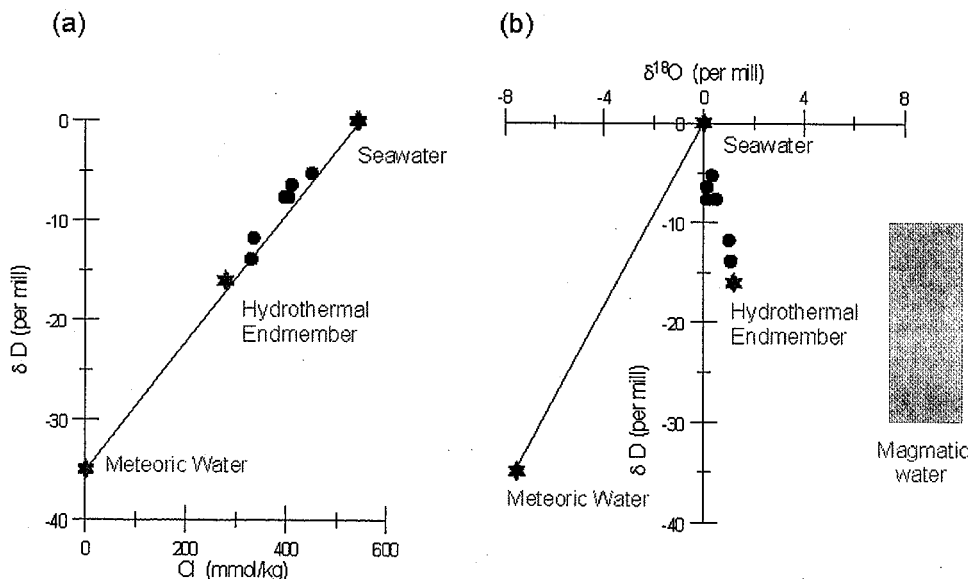 (a)
0
-10
-20
-30
-40
δ D (per mill)
Seawater
Hydrothermal
Endmember
Meteoric Water
0
200
400
600
Cl (mmol/kg)
(b)
δ¹⁸O (per mill)
-8
-4
0
4
8
0
-10
-20
-30
-40
δ D (per mill)
Seawater
Hydrothermal
Endmember
Meteoric Water
Magmatic
water